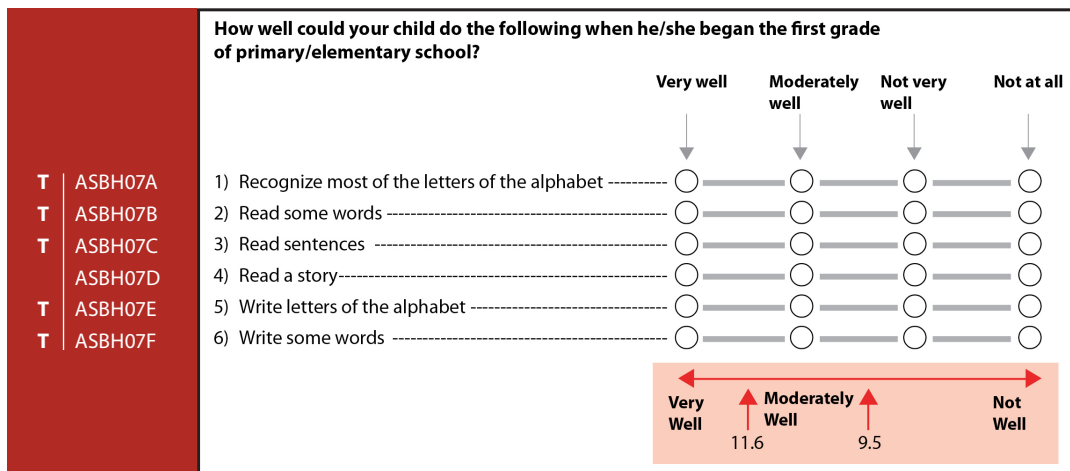 How well could your child do the following when he/she began the first grade
of primary/elementary school?
Very well Moderately well Not very well Not at all
T ASBH07A 1) Recognize most of the letters of the alphabet
T ASBH07B 2) Read some words
T ASBH07C 3) Read sentences
ASBH07D 4) Read a story
T ASBH07E 5) Write letters of the alphabet
T ASBH07F 6) Write some words
Very Well Moderately Well Not Well
11.6 9.5